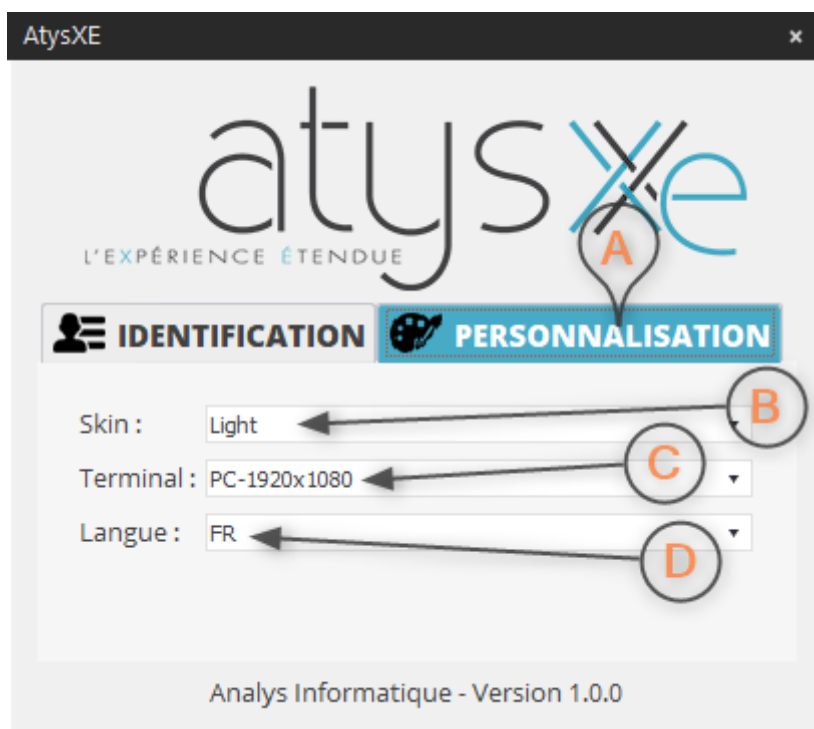 AtysXE ×
atysXe
L'EXPÉRIENCE ÉTENDUE
A
IDENTIFICATION PERSONNALISATION
B
Skin : Light
C
Terminal : PC-1920x1080
Langue : FR
D
Analys Informatique - Version 1.0.0